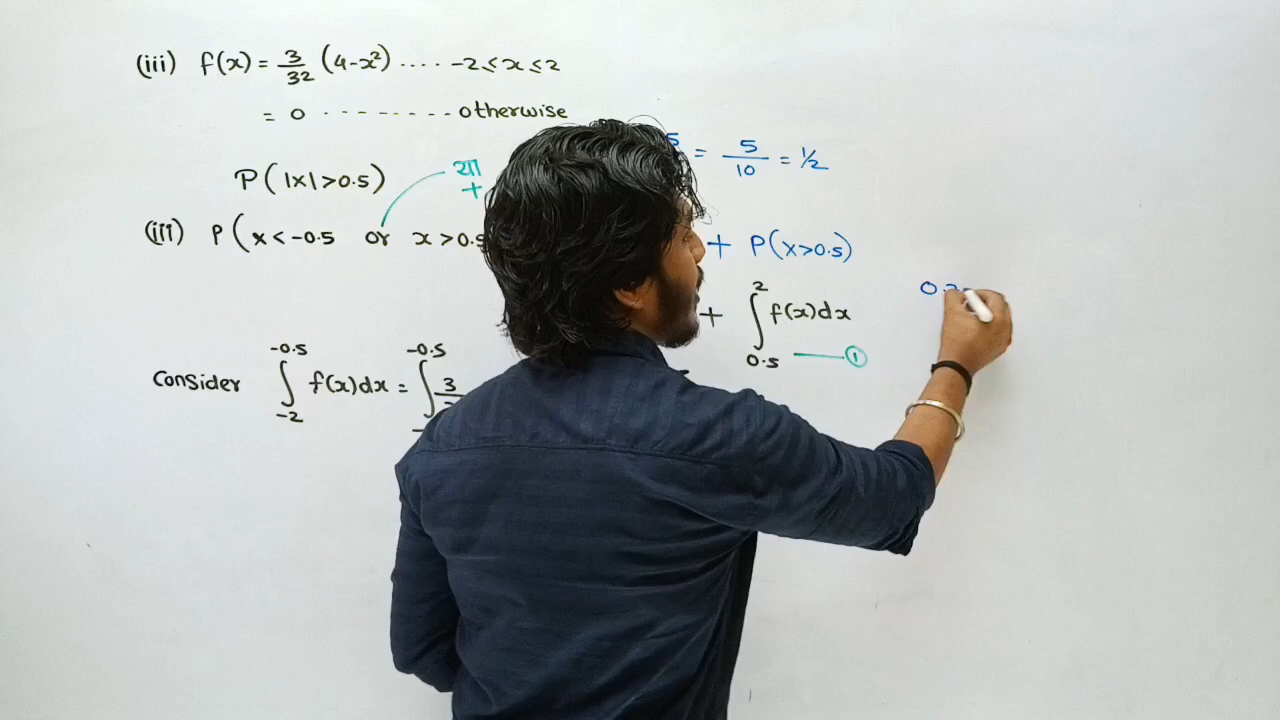 (iii) f(x) = 3/32 (4-x²) .... -2≤x≤2
= 0 - - - - - - - - otherwise
5 = 5/10 = 1/2
P(|x|>0.5)
या
+
(iii) P(x<-0.5 or x>0.5
+ P(x>0.5)
+ ∫_{0.5}^{2} f(x)dx
①
Consider ∫_{-2}^{-0.5} f(x)dx = ∫^{-0.5} 3